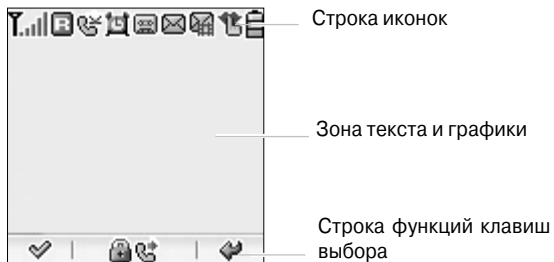 Строка иконок
R
Зона текста и графики
Строка функций клавиш
выбора